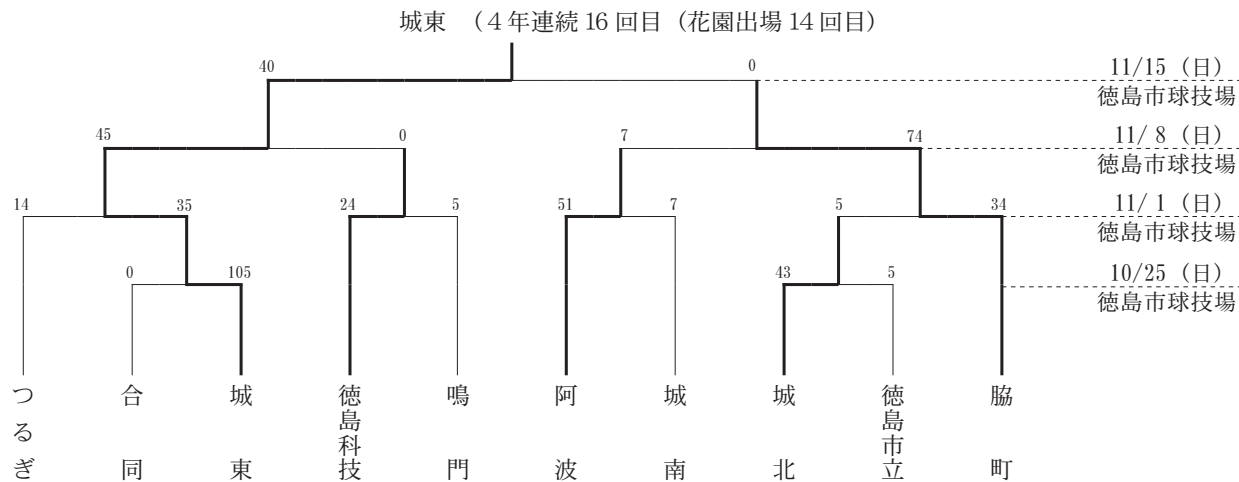 城東 （４年連続 16 回目（花園出場 14 回目）
40 0 11/15（日）
徳島市球技場
45 0 7 74 11/ 8（日）
徳島市球技場
14 35 24 5 51 7 5 34 11/ 1（日）
徳島市球技場
0 105 43 5 10/25（日）
徳島市球技場
つるぎ
合同
城東
徳島科技
鳴門
阿波
城南
城北
徳島市立
脇町